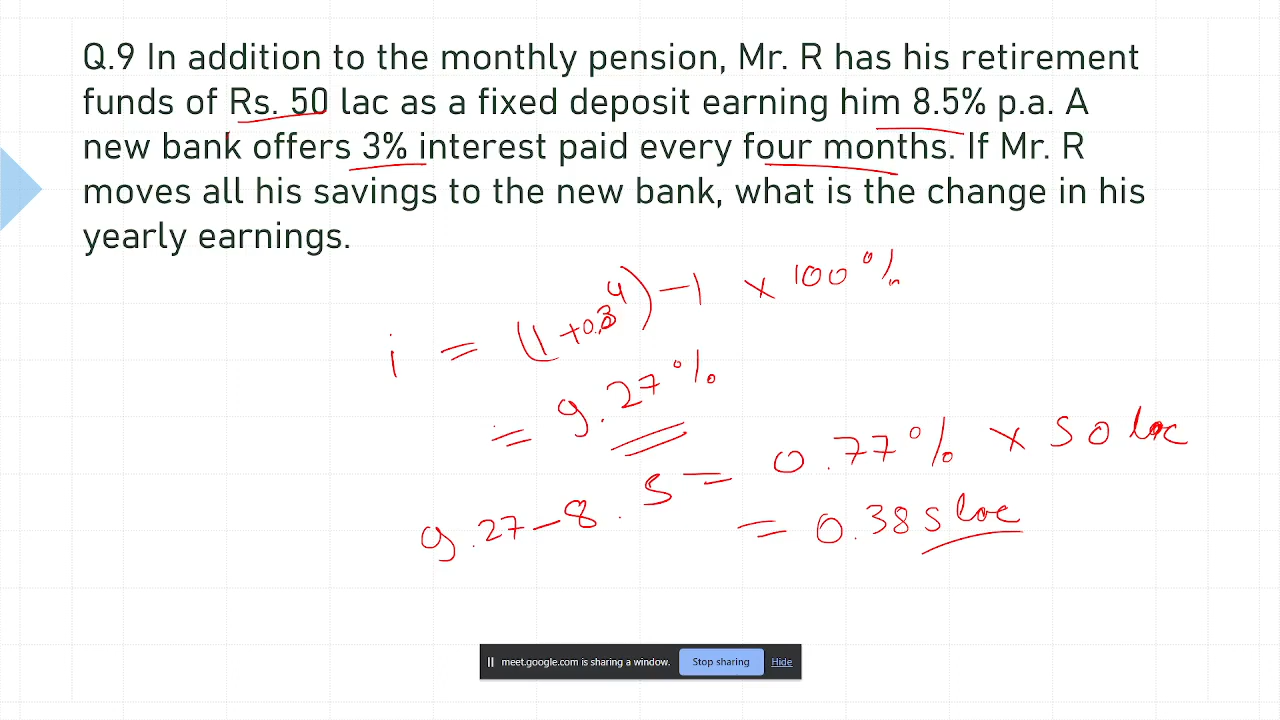 Q.9 In addition to the monthly pension, Mr. R has his retirement
funds of Rs. 50 lac as a fixed deposit earning him 8.5% p.a. A
new bank offers 3% interest paid every four months. If Mr. R
moves all his savings to the new bank, what is the change in his
yearly earnings.
i = (1 + 0.03^4) - 1 x 100%
= 9.27%
9.27 - 8.5 = 0.77% x 50 lac
= 0.385 lac
meet.google.com is sharing a window. Stop sharing Hide